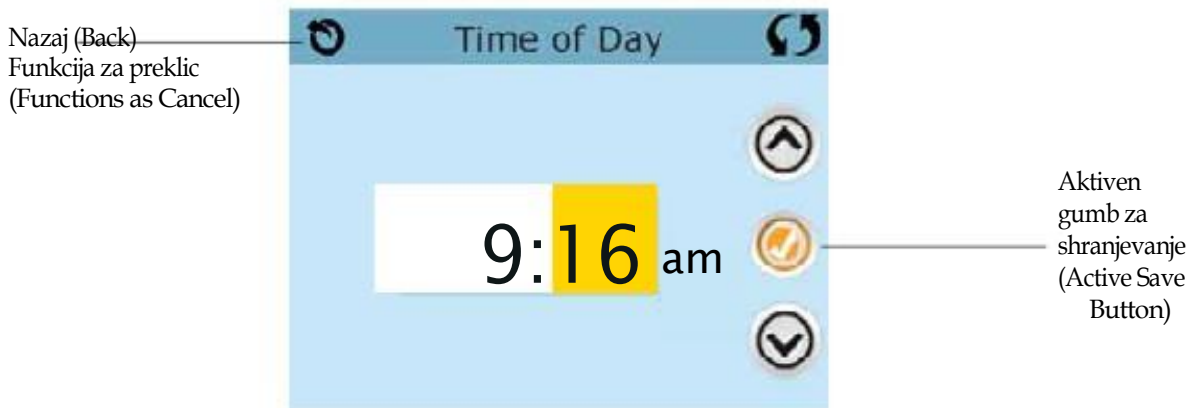 Nazaj (Back)
Funkcija za preklic
(Functions as Cancel)
Time of Day
9:16 am
Aktiven
gumb za
shranjevanje
(Active Save
Button)